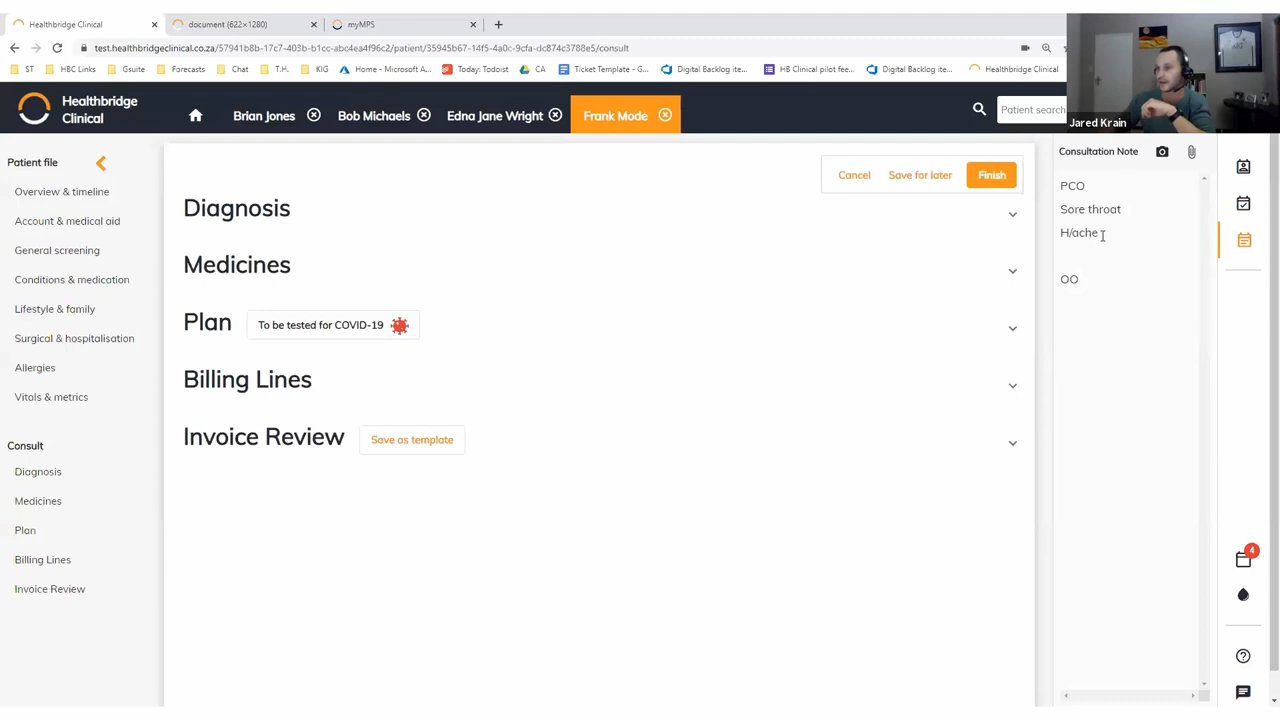 Healthbridge Clinical
document (622×1280)
myMPS
test.healthbridgeclinical.co.za/57941b8b-17c7-403b-b1cc-abc4ea4f96c2/patient/35945b67-14f5-4a0c-9cfa-dc874c3788e5/consult
ST
HBC Links
Gsuite
Forecasts
Chat
T.H.
KIG
Home - Microsoft A...
Today: Todoist
CA
Ticket Template - G...
Digital Backlog ite...
HB Clinical pilot fee...
Digital Backlog ite...
Healthbridge Clinical
Healthbridge
Clinical
Brian Jones
Bob Michaels
Edna Jane Wright
Frank Mode
Patient search
Jared Krain
Patient file
Overview & timeline
Account & medical aid
General screening
Conditions & medication
Lifestyle & family
Surgical & hospitalisation
Allergies
Vitals & metrics
Consult
Diagnosis
Medicines
Plan
Billing Lines
Invoice Review
Cancel
Save for later
Finish
Diagnosis
Medicines
Plan
To be tested for COVID-19
Billing Lines
Invoice Review
Save as template
Consultation Note
PCO
Sore throat
H/ache
OO
4